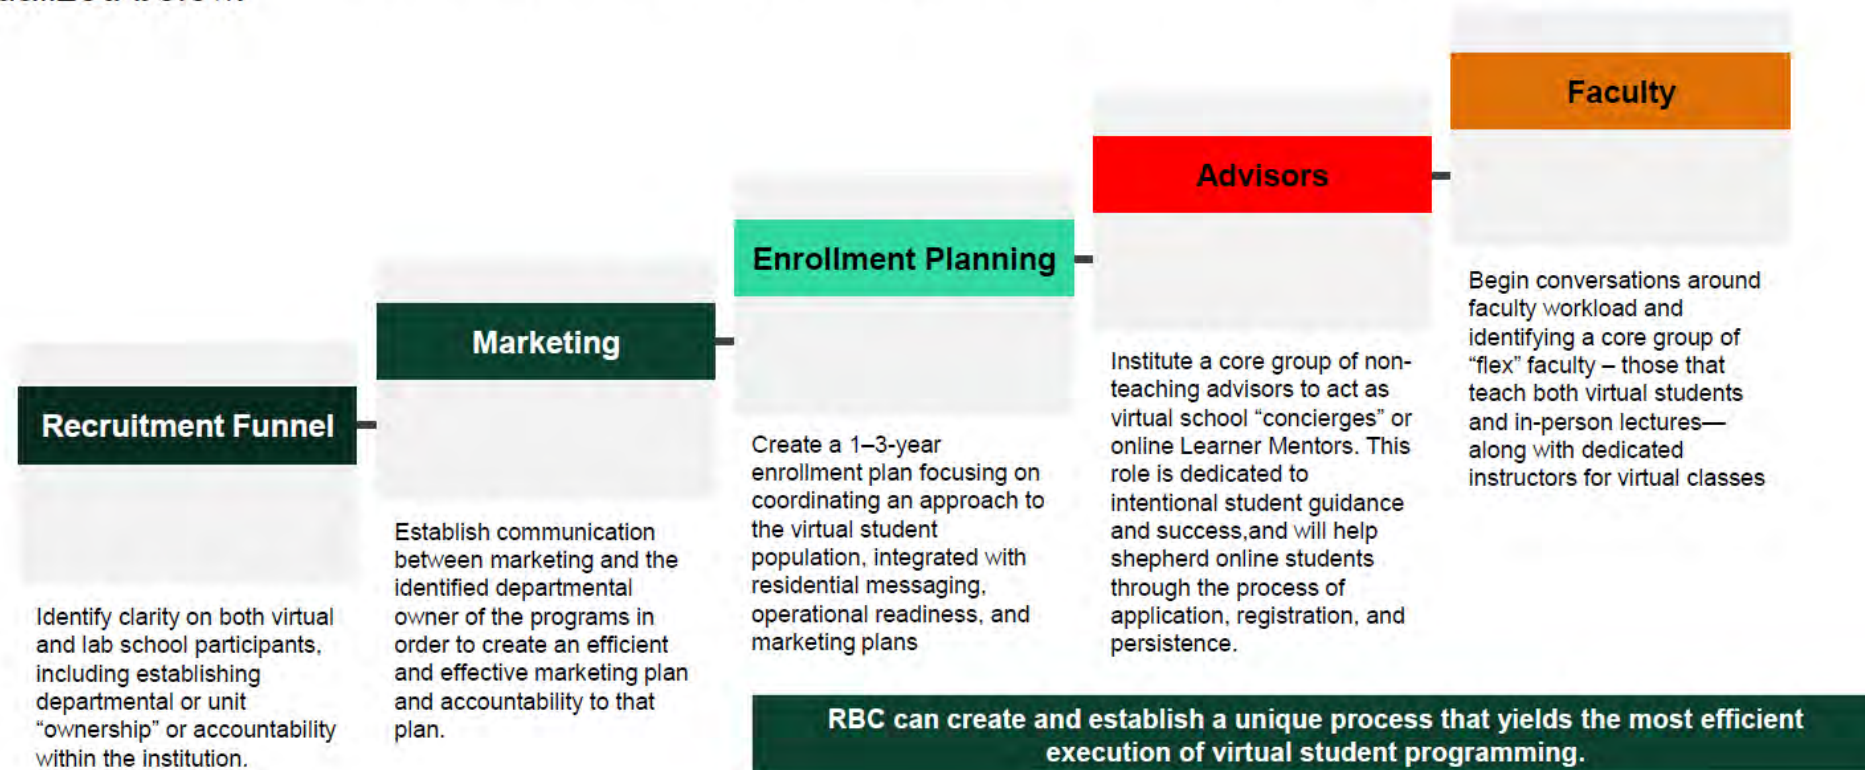 Recruitment Funnel
Identify clarity on both virtual
and lab school participants,
including establishing
departmental or unit
“ownership” or accountability
within the institution.
Marketing
Establish communication
between marketing and the
identified departmental
owner of the programs in
order to create an efficient
and effective marketing plan
and accountability to that
plan.
Enrollment Planning
Create a 1–3-year
enrollment plan focusing on
coordinating an approach to
the virtual student
population, integrated with
residential messaging,
operational readiness, and
marketing plans
Advisors
Institute a core group of non-
teaching advisors to act as
virtual school “concierges” or
online Learner Mentors. This
role is dedicated to
intentional student guidance
and success,and will help
shepherd online students
through the process of
application, registration, and
persistence.
Faculty
Begin conversations around
faculty workload and
identifying a core group of
“flex” faculty – those that
teach both virtual students
and in-person lectures—
along with dedicated
instructors for virtual classes
RBC can create and establish a unique process that yields the most efficient
execution of virtual student programming.